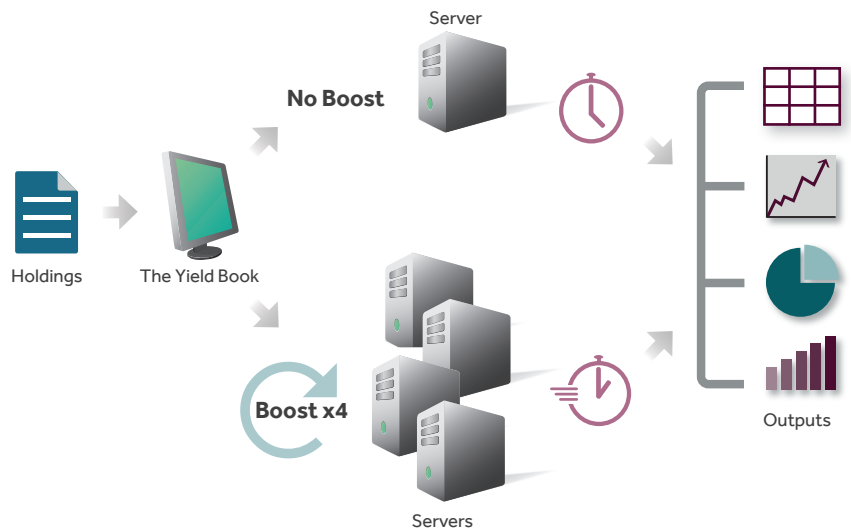 Server
No Boost
Holdings
The Yield Book
Boost x4
Servers
Outputs